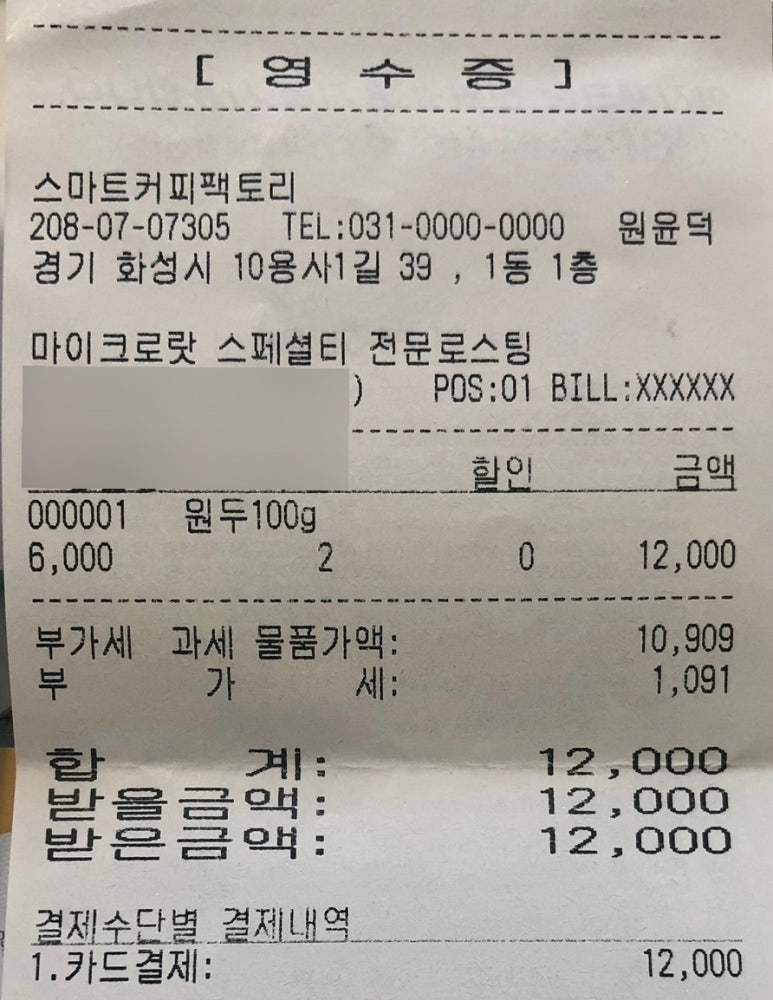 [ 영 수 증 ]
스마트커피팩토리
208-07-07305 TEL:031-0000-0000 원윤덕
경기 화성시 10용사1길 39 , 1동 1층
마이크로랏 스페셜티 전문로스팅
) POS:01 BILL:XXXXXX
할인 금액
000001 원두100g
6,000 2 0 12,000
부가세 과세 물품가액: 10,909
부 가 세: 1,091
합 계: 12,000
받을금액: 12,000
받은금액: 12,000
결제수단별 결제내역
1.카드결제: 12,000